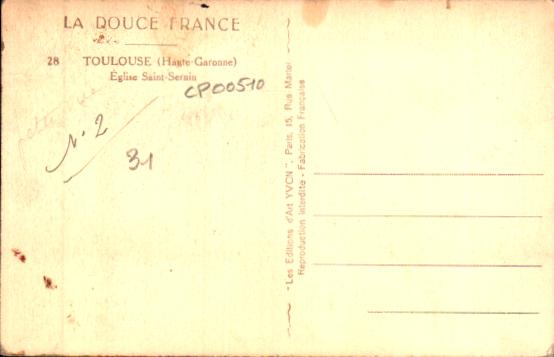 LA DOUCE FRANCE
28 TOULOUSE (Haute-Garonne)
Église Saint-Sernin
CP00510
N. 2
31
"Les Editions d'Art YVON", Paris, 15, Rue Martel
Reproduction Interdite - Fabrication Française